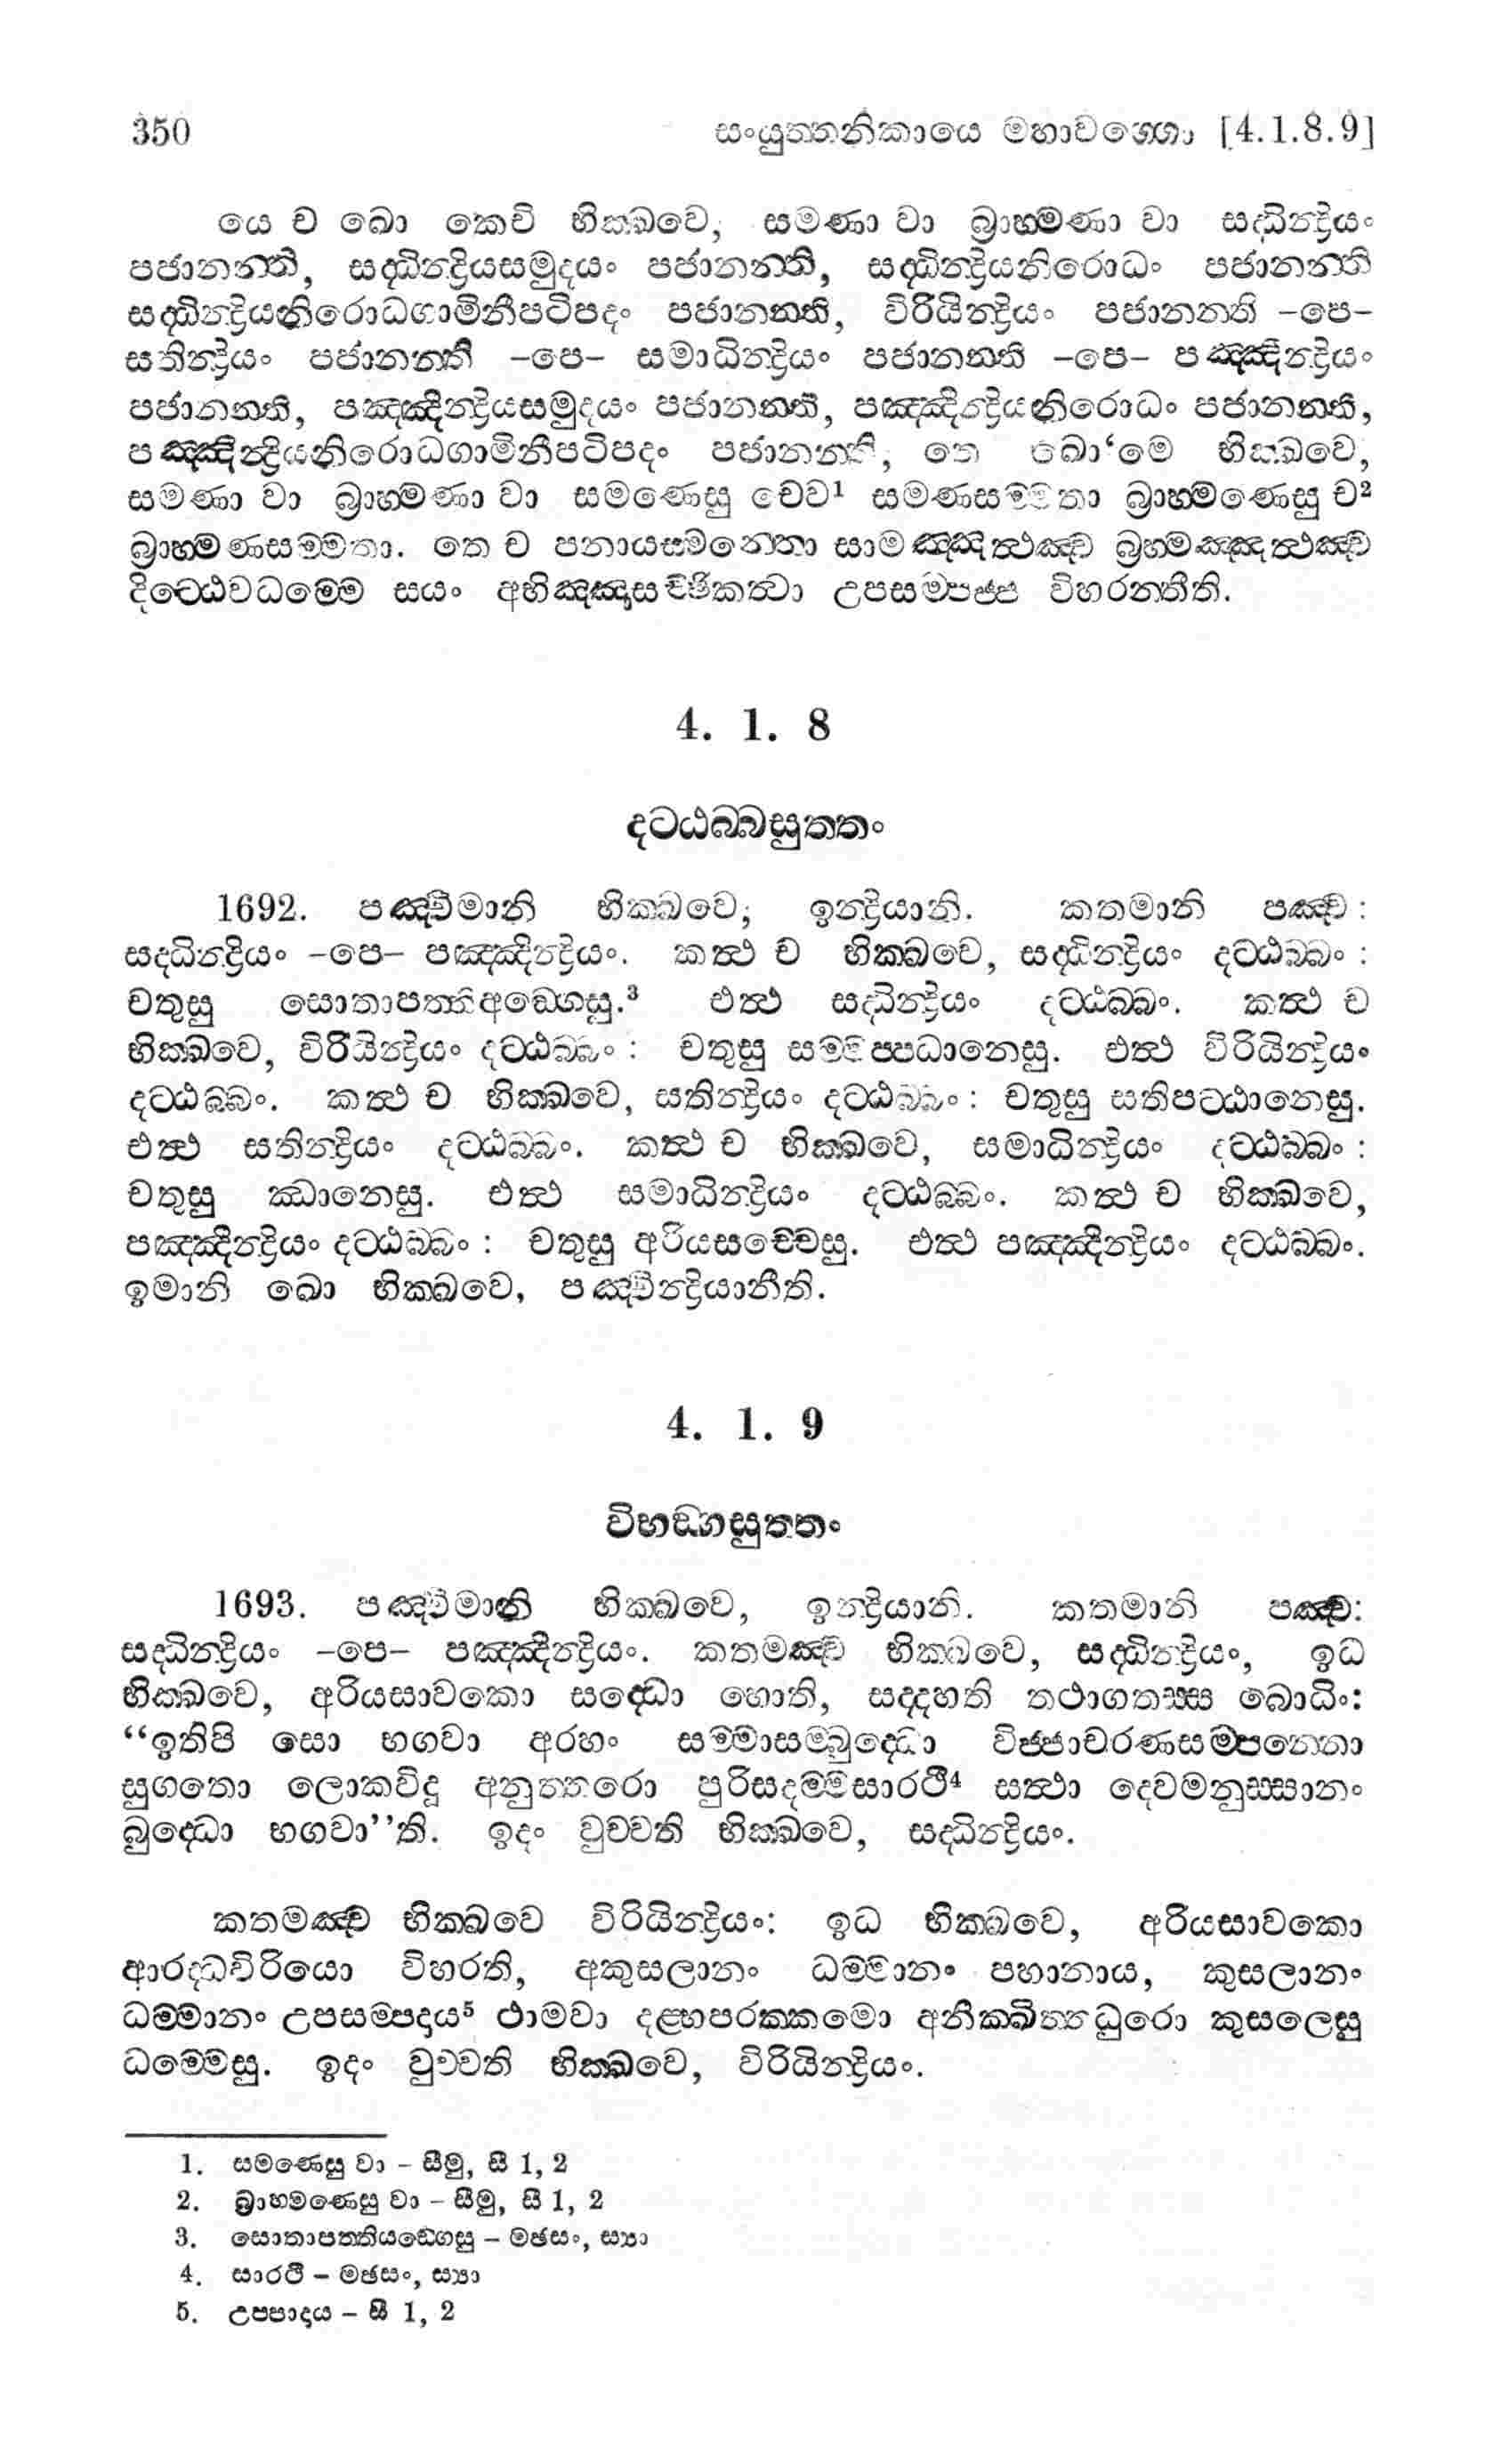 350 සංයුත්තනිකායෙ මහාවග්ගො [4.1.8.9]
යෙ ච ඛො කෙචි භික්ඛවෙ, සමණා වා බ්‍රාහ්මණා වා සද්ධින්ද්‍රියං
පජානන්ති, සද්ධින්ද්‍රියසමුදයං පජානන්ති, සද්ධින්ද්‍රියනිරොධං පජානන්ති
සද්ධින්ද්‍රියනිරොධගාමිනීපටිපදං පජානන්ති, විරියින්ද්‍රියං පජානන්ති -පෙ-
සතින්ද්‍රියං පජානන්ති -පෙ- සමාධින්ද්‍රියං පජානන්ති -පෙ- පඤ්ඤින්ද්‍රියං
පජානන්ති, පඤ්ඤින්ද්‍රියසමුදයං පජානන්ති, පඤ්ඤින්ද්‍රියනිරොධං පජානන්ති,
පඤ්ඤින්ද්‍රියනිරොධගාමිනීපටිපදං පජානන්ති, තෙ ඛො‘මෙ භික්ඛවෙ,
සමණා වා බ්‍රාහ්මණා වා සමණෙසු චෙව¹ සමණසම්මතා බ්‍රාහ්මණෙසු ච²
බ්‍රාහ්මණසම්මතා. තෙ ච පනායස්මන්තො සාමඤ්ඤත්ථඤ්ච බ්‍රහ්මඤ්ඤත්ථඤ්ච
දිට්ඨෙවධම්මෙ සයං අභිඤ්ඤාසච්ඡිකත්වා උපසම්පජ්ජ විහරන්තීති.
4. 1. 8
දට්ඨබ්බසුත්තං
1692. පඤ්චිමානි භික්ඛවෙ, ඉන්ද්‍රියානි. කතමානි පඤ්ච:
සද්ධින්ද්‍රියං -පෙ- පඤ්ඤින්ද්‍රියං. කත්ථ ච භික්ඛවෙ, සද්ධින්ද්‍රියං දට්ඨබ්බං:
චතුසු සොතාපත්තිඅඞ්ගෙසු.³ එත්ථ සද්ධින්ද්‍රියං දට්ඨබ්බං. කත්ථ ච
භික්ඛවෙ, විරියින්ද්‍රියං දට්ඨබ්බං: චතුසු සම්මප්පධානෙසු. එත්ථ විරියින්ද්‍රියං
දට්ඨබ්බං. කත්ථ ච භික්ඛවෙ, සතින්ද්‍රියං දට්ඨබ්බං: චතුසු සතිපට්ඨානෙසු.
එත්ථ සතින්ද්‍රියං දට්ඨබ්බං. කත්ථ ච භික්ඛවෙ, සමාධින්ද්‍රියං දට්ඨබ්බං:
චතුසු ඣානෙසු. එත්ථ සමාධින්ද්‍රියං දට්ඨබ්බං. කත්ථ ච භික්ඛවෙ,
පඤ්ඤින්ද්‍රියං දට්ඨබ්බං: චතුසු අරියසච්චෙසු. එත්ථ පඤ්ඤින්ද්‍රියං දට්ඨබ්බං.
ඉමානි ඛො භික්ඛවෙ, පඤ්චින්ද්‍රියානීති.
4. 1. 9
විභඞ්ගසුත්තං
1693. පඤ්චිමානි භික්ඛවෙ, ඉන්ද්‍රියානි. කතමානි පඤ්ච:
සද්ධින්ද්‍රියං -පෙ- පඤ්ඤින්ද්‍රියං. කතමඤ්ච භික්ඛවෙ, සද්ධින්ද්‍රියං, ඉධ
භික්ඛවෙ, අරියසාවකො සද්ධො හොති, සද්දහති තථාගතස්ස බොධිං:
“ඉතිපි සො භගවා අරහං සම්මාසම්බුද්ධො විජ්ජාචරණසම්පන්නො
සුගතො ලොකවිදූ අනුත්තරො පුරිසදම්මසාරථී⁴ සත්ථා දෙවමනුස්සානං
බුද්ධො භගවා’’ති. ඉදං වුච්චති භික්ඛවෙ, සද්ධින්ද්‍රියං.
කතමඤ්ච භික්ඛවෙ විරියින්ද්‍රියං: ඉධ භික්ඛවෙ, අරියසාවකො
ආරද්ධවිරියො විහරති, අකුසලානං ධම්මානං පහානාය, කුසලානං
ධම්මානං උපසම්පදාය⁵ ථාමවා දළ්හපරක්කමො අනික්ඛිත්තධුරො කුසලෙසු
ධම්මෙසු. ඉදං වුච්චති භික්ඛවෙ, විරියින්ද්‍රියං.
1. සමණෙසු වා - සීමු, සී 1, 2
2. බ්‍රාහ්මණෙසු වා - සීමු, සී 1, 2
3. සොතාපත්තියඞ්ගෙසු - මඡසං, ස්‍යා
4. සාරථි - මඡසං, ස්‍යා
5. උප්පාදාය - සී 1, 2